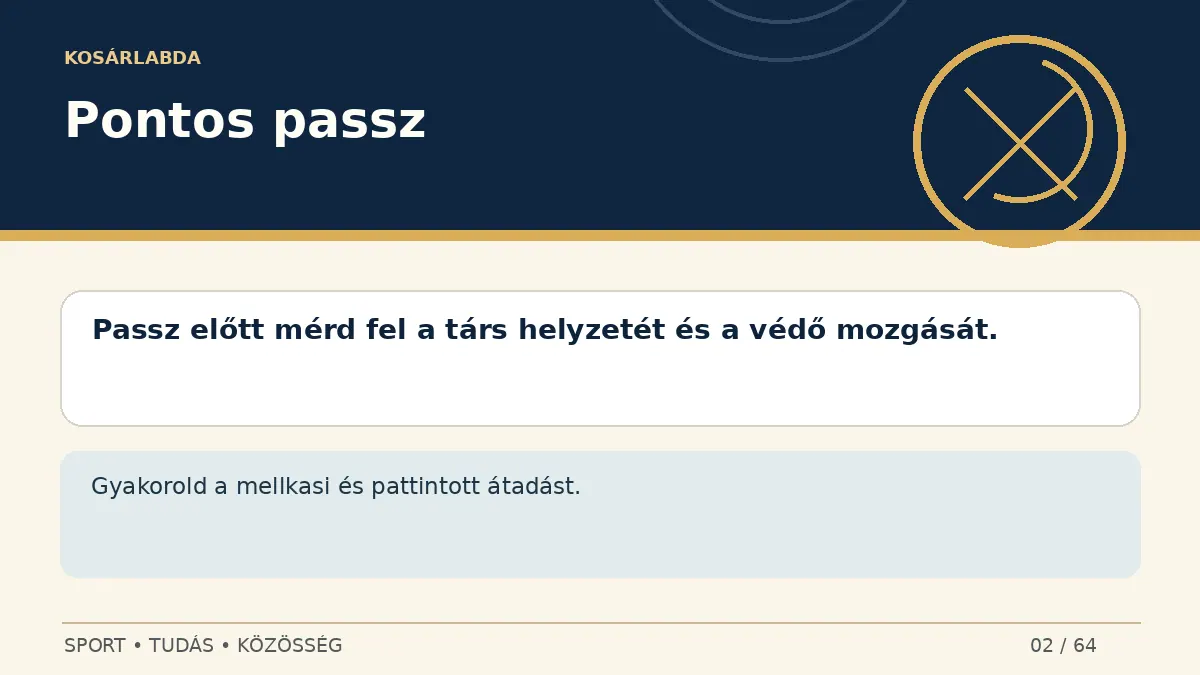 KOSÁRLABDA
Pontos passz
Passz előtt mérd fel a társ helyzetét és a védő mozgását.
Gyakorold a mellkasi és pattintott átadást.
SPORT • TUDÁS • KÖZÖSSÉG
02 / 64